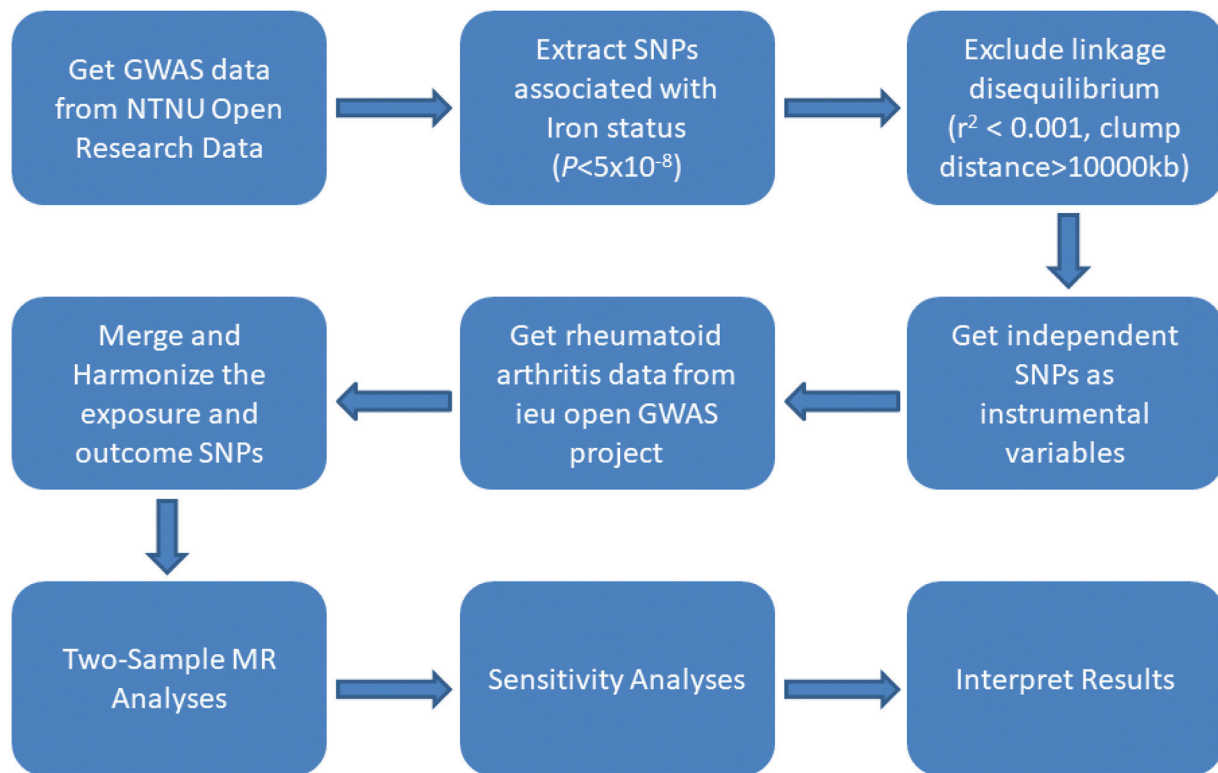 Get GWAS data
from NTNU Open
Research Data
Extract SNPs
associated with
Iron status
(P<5x10⁻⁸)
Exclude linkage
disequilibrium
(r² < 0.001, clump
distance>10000kb)
Get independent
SNPs as
instrumental
variables
Get rheumatoid
arthritis data from
ieu open GWAS
project
Merge and
Harmonize the
exposure and
outcome SNPs
Two-Sample MR
Analyses
Sensitivity Analyses
Interpret Results